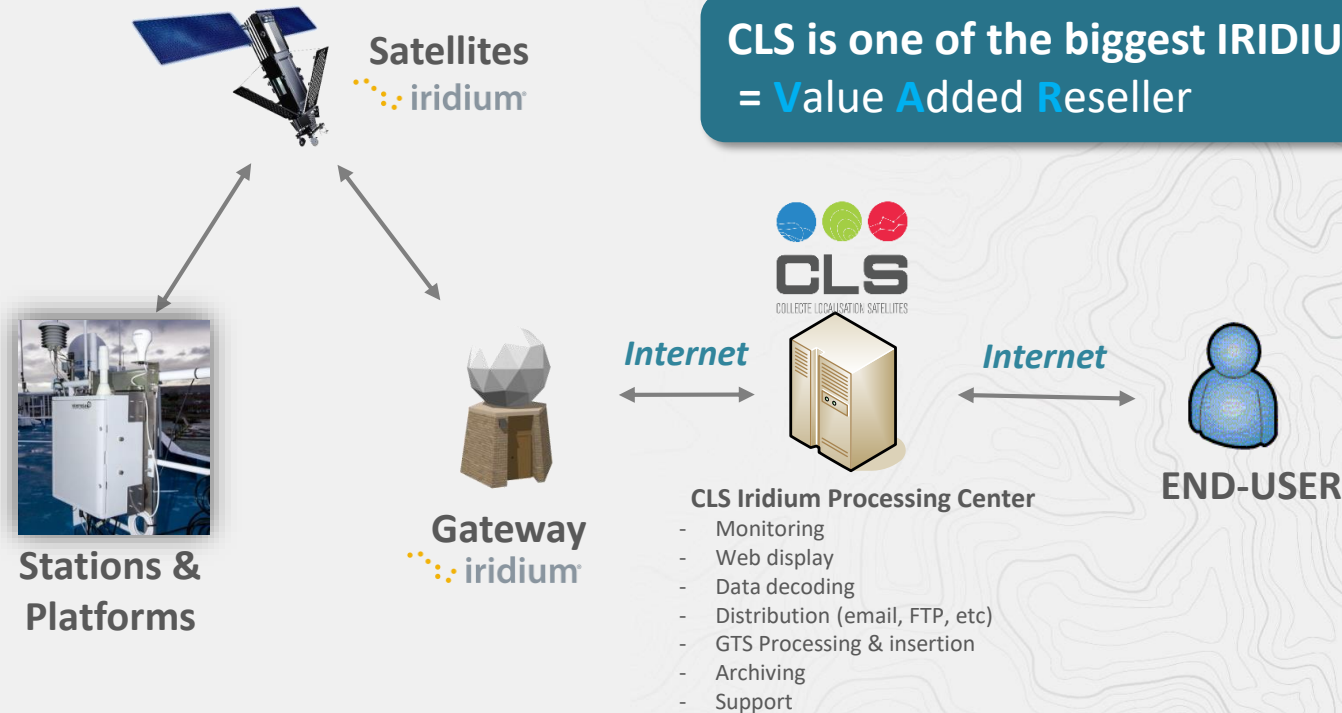 Satellites
iridium
CLS is one of the biggest
= Value Added Reseller
CLS
COLLECTE LOCALISATION SATELLITES
Internet
Internet
Stations &
Platforms
Gateway
iridium
CLS Iridium Processing Center
- Monitoring
- Web display
- Data decoding
- Distribution (email, FTP, etc)
- GTS Processing & insertion
- Archiving
- Support
END-USER